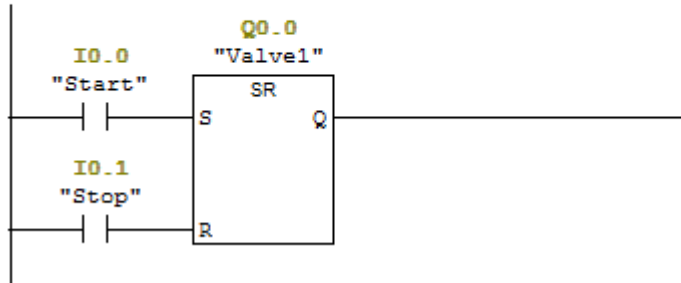 Q0.0
I0.0 "Valve1"
"Start" SR
S Q
I0.1
"Stop"
R